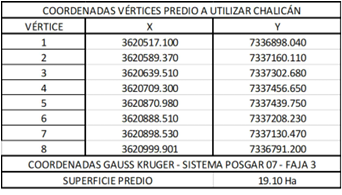 COORDENADAS VÉRTICES PREDIO A UTILIZAR CHALICÁN
VÉRTICE X Y
1 3620517.100 7336898.040
2 3620589.370 7337160.110
3 3620639.510 7337302.680
4 3620709.300 7337456.650
5 3620870.980 7337439.750
6 3620888.510 7337208.230
7 3620898.530 7337130.470
8 3620999.901 7336791.200
COORDENADAS GAUSS KRUGER - SISTEMA POSGAR 07 - FAJA 3
SUPERFICIE PREDIO 19.10 Ha